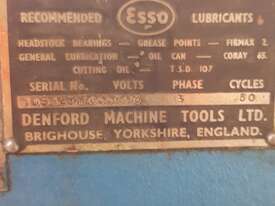 RECOMMENDED Esso LUBRICANTS
HEADSTOCK BEARINGS — GREASE POINTS — FIRMAX 2.
GENERAL LUBRICATION — OIL CAN — CORAY 65.
CUTTING OIL — T.S.D. 107
SERIAL No. VOLTS PHASE CYCLES
3 50
DENFORD MACHINE TOOLS LTD.
BRIGHOUSE, YORKSHIRE, ENGLAND.